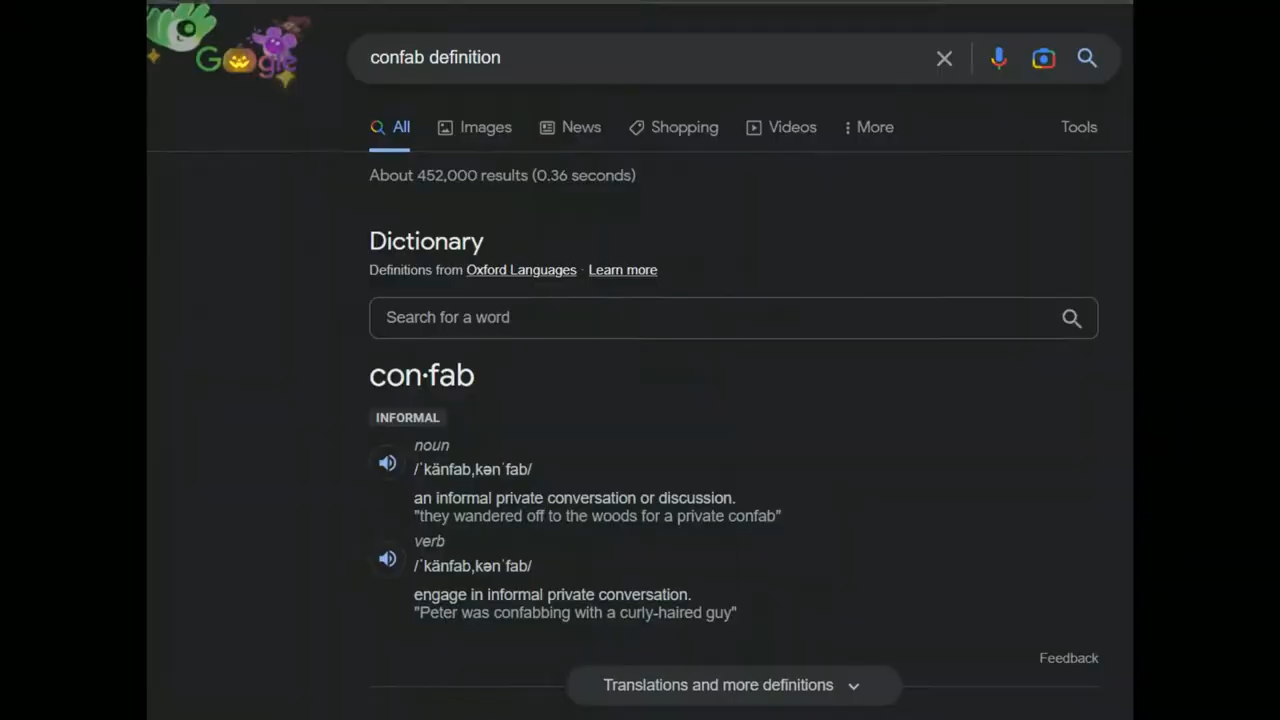 Google
confab definition
All Images News Shopping Videos More Tools
About 452,000 results (0.36 seconds)
Dictionary
Definitions from Oxford Languages · Learn more
Search for a word
con·fab
INFORMAL
noun
/ˈkänfab,kənˈfab/
an informal private conversation or discussion.
"they wandered off to the woods for a private confab"
verb
/ˈkänfab,kənˈfab/
engage in informal private conversation.
"Peter was confabbing with a curly-haired guy"
Feedback
Translations and more definitions